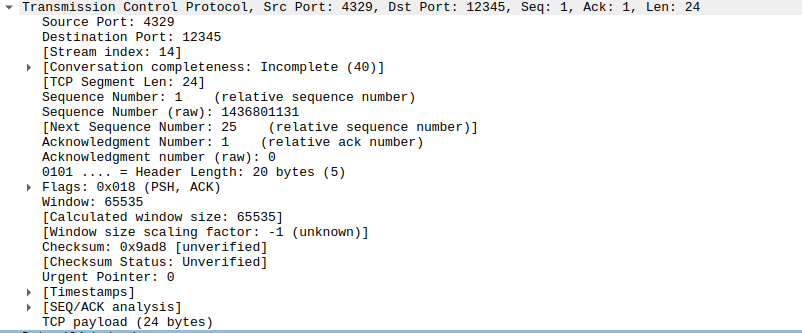 Transmission Control Protocol, Src Port: 4329, Dst Port: 12345, Seq: 1, Ack: 1, Len: 24
Source Port: 4329
Destination Port: 12345
[Stream index: 14]
[Conversation completeness: Incomplete (40)]
[TCP Segment Len: 24]
Sequence Number: 1    (relative sequence number)
Sequence Number (raw): 1436801131
[Next Sequence Number: 25    (relative sequence number)]
Acknowledgment Number: 1    (relative ack number)
Acknowledgment number (raw): 0
0101 .... = Header Length: 20 bytes (5)
Flags: 0x018 (PSH, ACK)
Window: 65535
[Calculated window size: 65535]
[Window size scaling factor: -1 (unknown)]
Checksum: 0x9ad8 [unverified]
[Checksum Status: Unverified]
Urgent Pointer: 0
[Timestamps]
[SEQ/ACK analysis]
TCP payload (24 bytes)